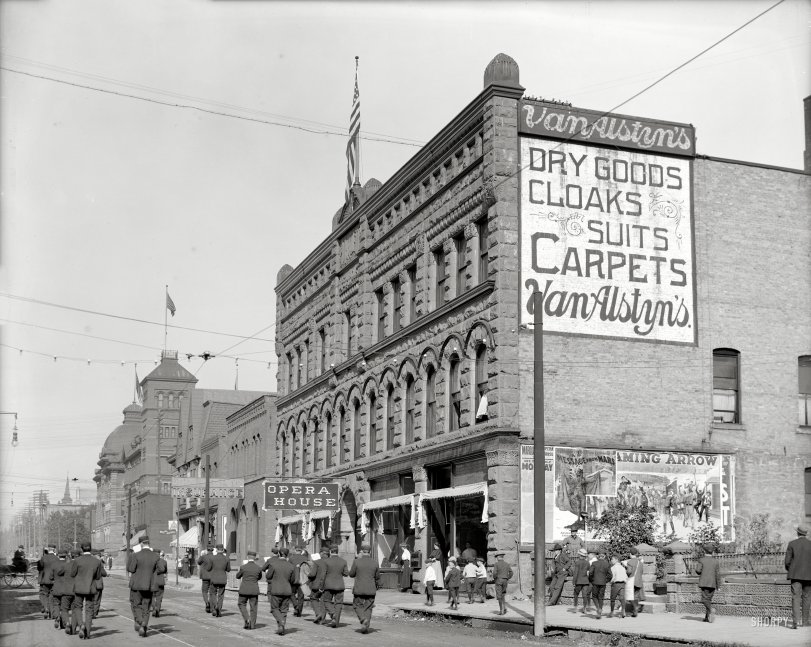 VanAlstyn's
DRY GOODS
CLOAKS
SUITS
CARPETS
VanAlstyn's.
OPERA
HOUSE
AMING ARROW
SHORPY